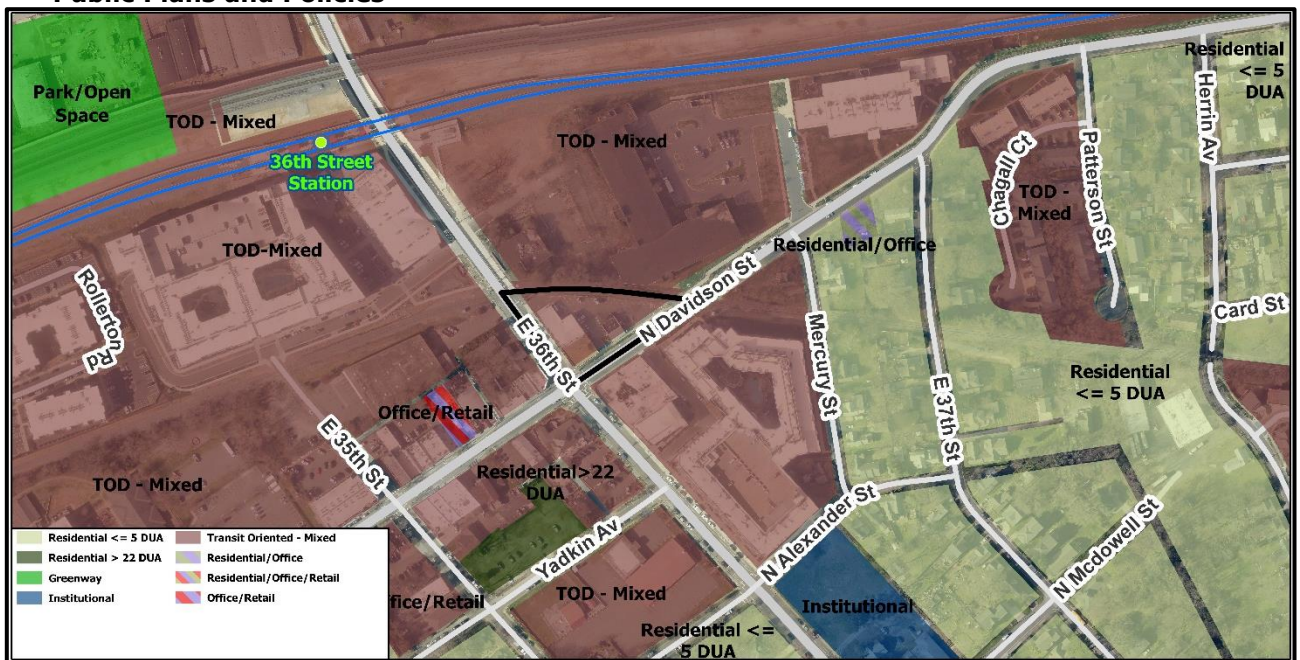 Public Plans and Policies
Residential
<= 5
DUA
Park/Open
Space
TOD - Mixed
36th Street
Station
TOD - Mixed
Herrin Av
Patterson St
Chagall Ct
TOD -
Mixed
TOD-Mixed
Residential/Office
N Davidson St
Rollerton
Rd
E 36th St
Card St
Mercury St
E 37th St
Residential
<= 5 DUA
Office/Retail
E 35th St
Residential>22
DUA
TOD - Mixed
N Alexander St
Yadkin Av
N Mcdowell St
TOD - Mixed
Institutional
ffice/Retail
Residential <=
5 DUA
Residential <= 5 DUA
Transit Oriented - Mixed
Residential > 22 DUA
Residential/Office
Greenway
Residential/Office/Retail
Institutional
Office/Retail